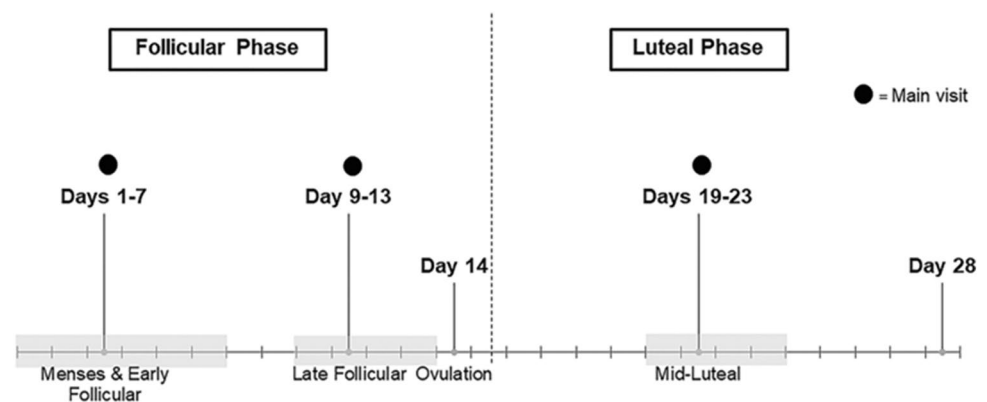 Follicular Phase
Luteal Phase
= Main visit
Days 1-7
Day 9-13
Days 19-23
Day 14
Day 28
Menses & Early
Follicular
Late Follicular
Ovulation
Mid-Luteal